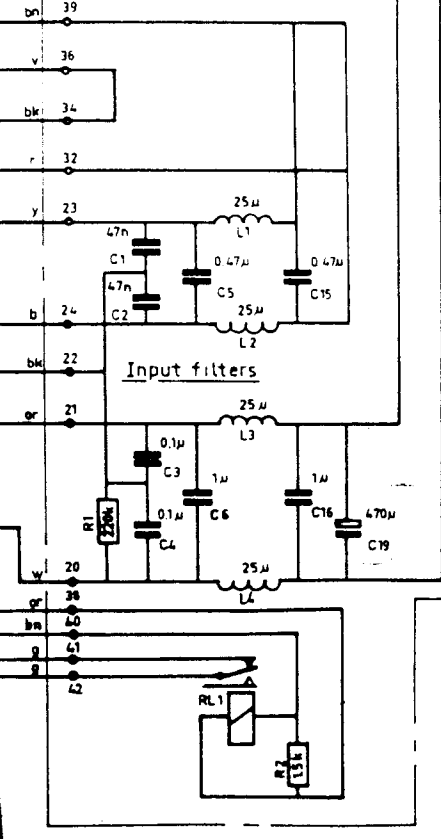 bn 39
v 36
bk 34
r 32
y 23
25µ
L1
47n
C1
47n
C2
0.47µ
C5
0.47µ
C15
25µ
L2
b 24
bk 22
Input filters
or 21
25µ
L3
0.1µ
C3
0.1µ
C4
1µ
C6
1µ
C16
470µ
C19
R1
220k
25µ
L4
w 20
gr 38
bn 40
g 41
g 42
RL1
R2
1.5k